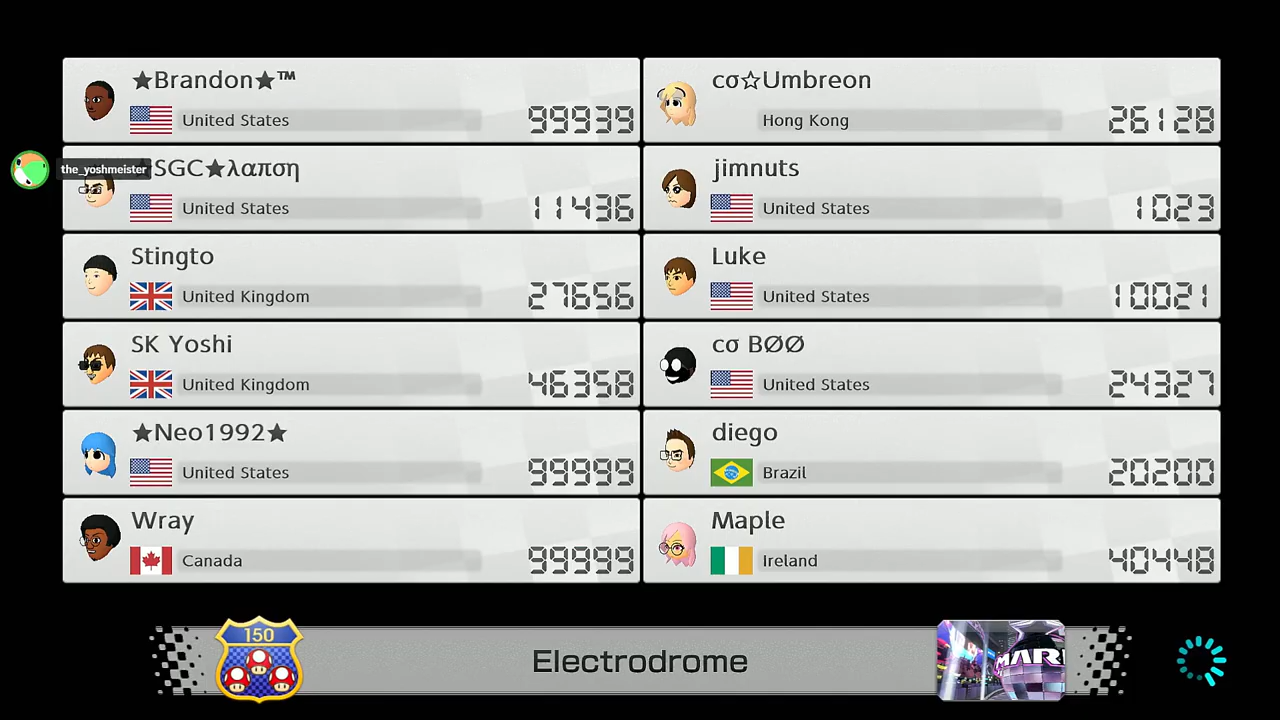 ★Brandon★™
United States
99939
the_yoshmeister
SGC★λαπση
United States
11436
Stingto
United Kingdom
27656
SK Yoshi
United Kingdom
46358
★Neo1992★
United States
99999
Wray
Canada
99999
cσ☆Umbreon
Hong Kong
26128
jimnuts
United States
1023
Luke
United States
10021
cσ BØØ
United States
24327
diego
Brazil
20200
Maple
Ireland
40448
150
Electrodrome
MARI